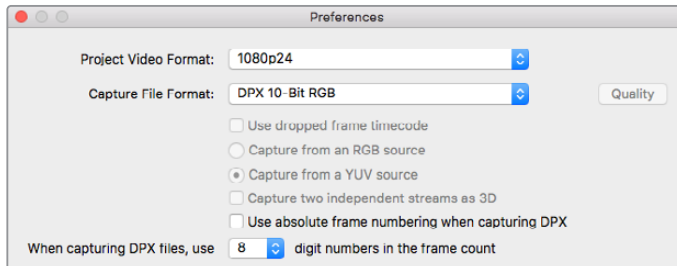 Preferences
Project Video Format: 1080p24
Capture File Format: DPX 10-Bit RGB Quality
Use dropped frame timecode
Capture from an RGB source
Capture from a YUV source
Capture two independent streams as 3D
Use absolute frame numbering when capturing DPX
When capturing DPX files, use 8 digit numbers in the frame count